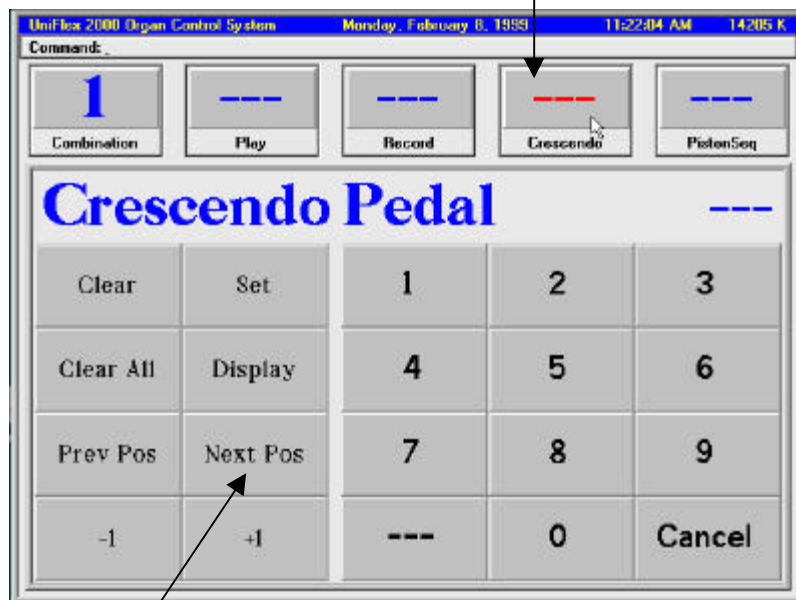 UniFlex 2000 Organ Control System Monday, February 8, 1999 11:22:04 AM 14205 K
Command:_
1 --- --- --- ---
Combination Play Record Crescendo PistonSeq
Crescendo Pedal ---
Clear Set 1 2 3
Clear All Display 4 5 6
Prev Pos Next Pos 7 8 9
-1 +1 --- 0 Cancel